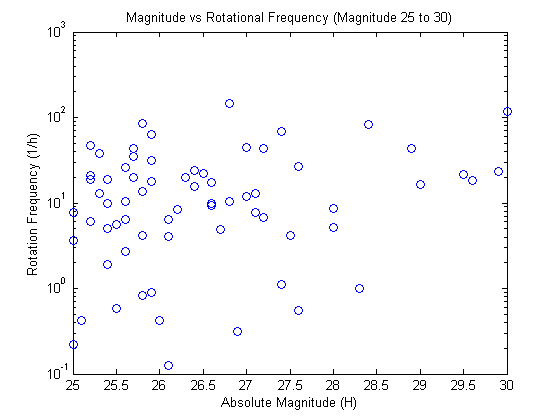 Magnitude vs Rotational Frequency (Magnitude 25 to 30)
10^3
10^2
10^1
10^0
10^-1
Rotation Frequency (1/h)
25 25.5 26 26.5 27 27.5 28 28.5 29 29.5 30
Absolute Magnitude (H)